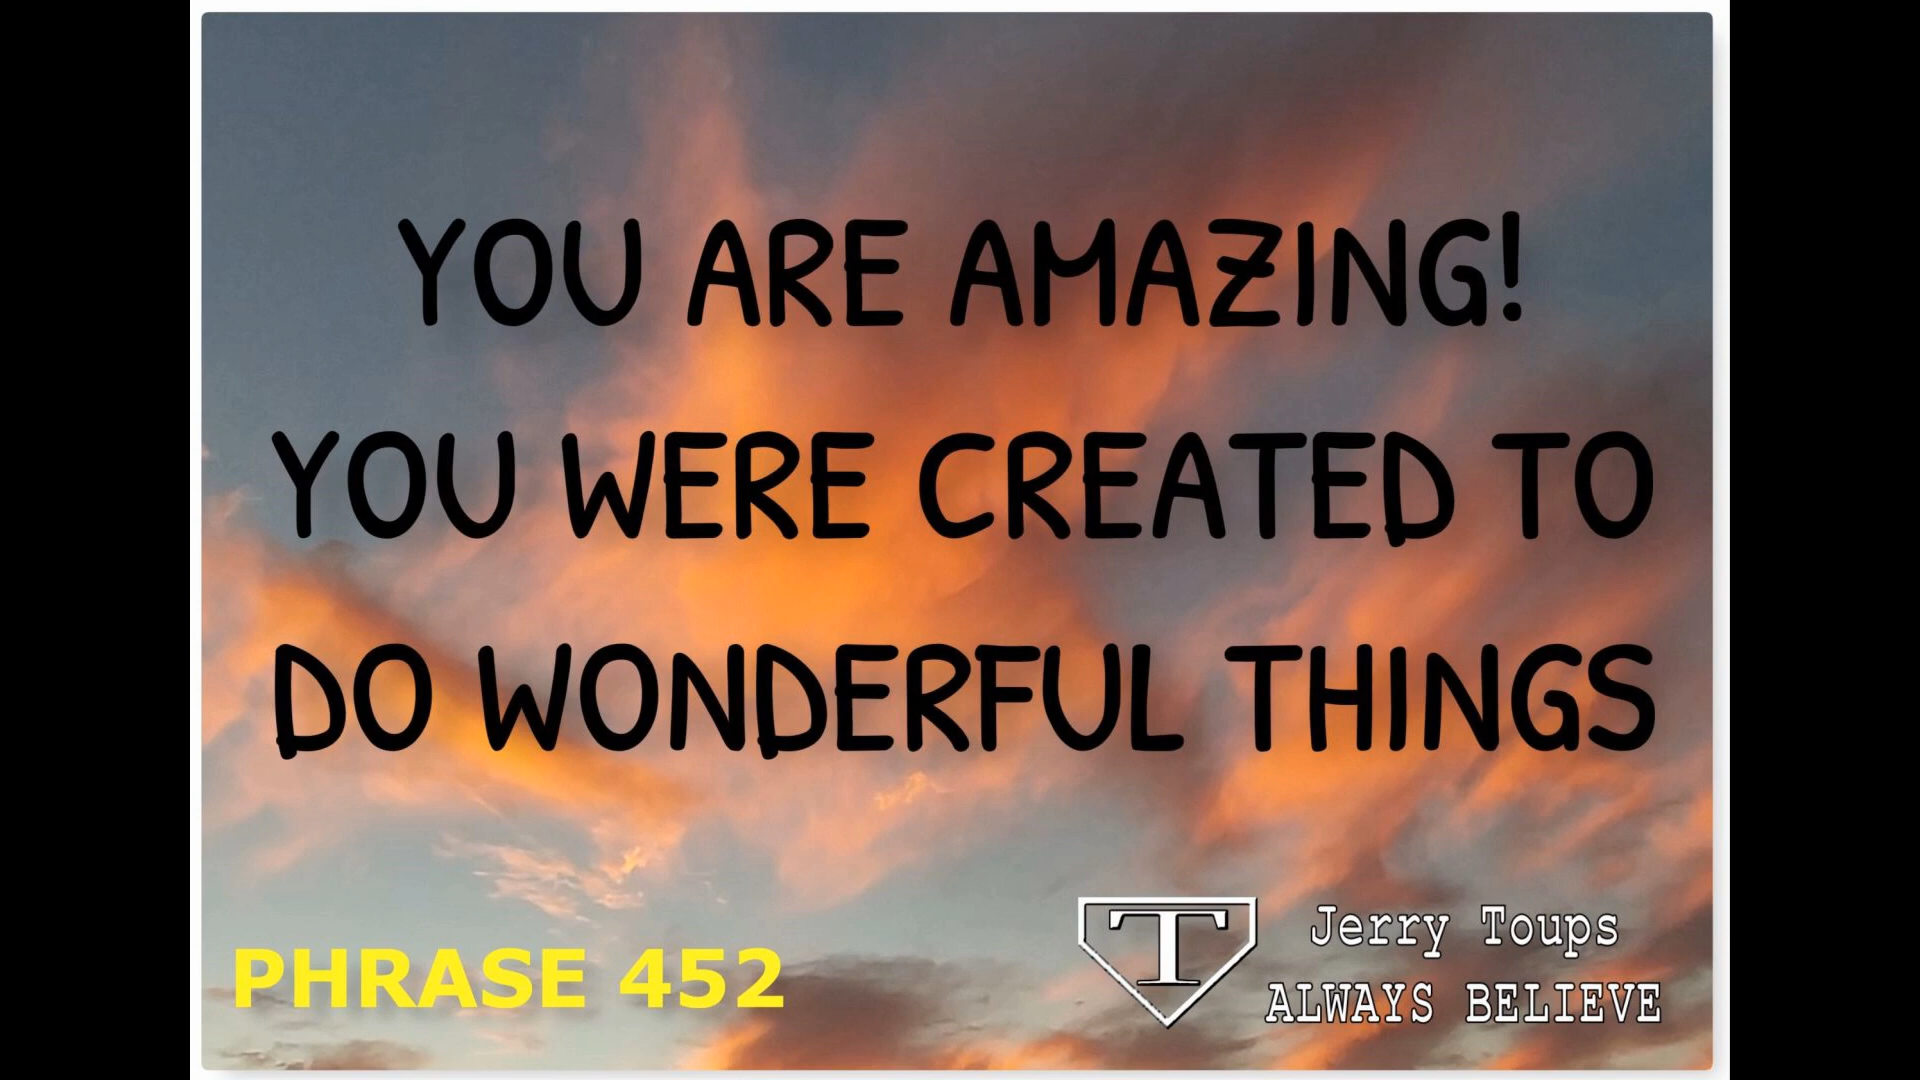 YOU ARE AMAZING!
YOU WERE CREATED TO
DO WONDERFUL THINGS
PHRASE 452
T
Jerry Toups
ALWAYS BELIEVE